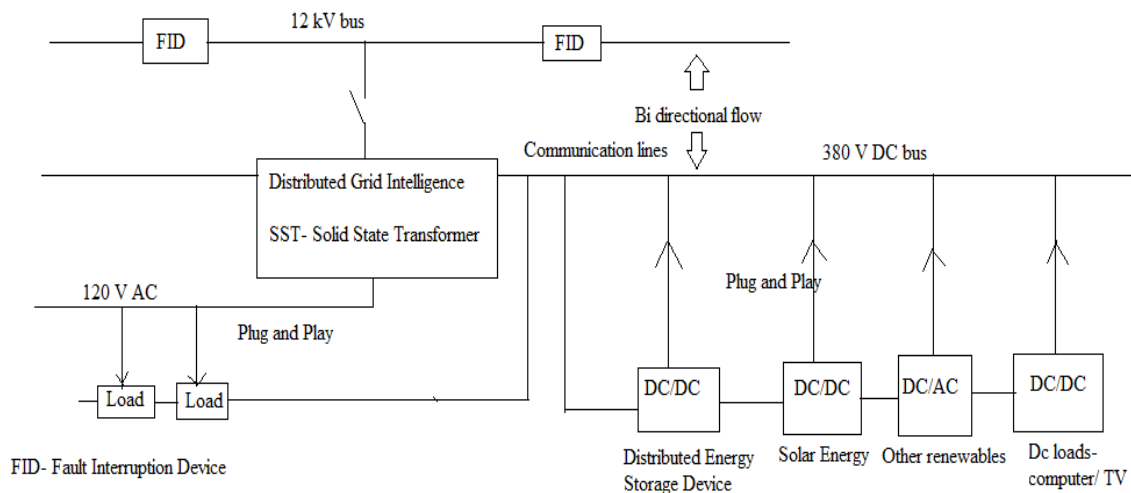 12 kV bus
FID
FID
Bi directional flow
Communication lines
380 V DC bus
Distributed Grid Intelligence
SST- Solid State Transformer
120 V AC
Plug and Play
Plug and Play
Load
Load
DC/DC
DC/DC
DC/AC
DC/DC
FID- Fault Interruption Device
Distributed Energy
Storage Device
Solar Energy
Other renewables
Dc loads-
computer/ TV